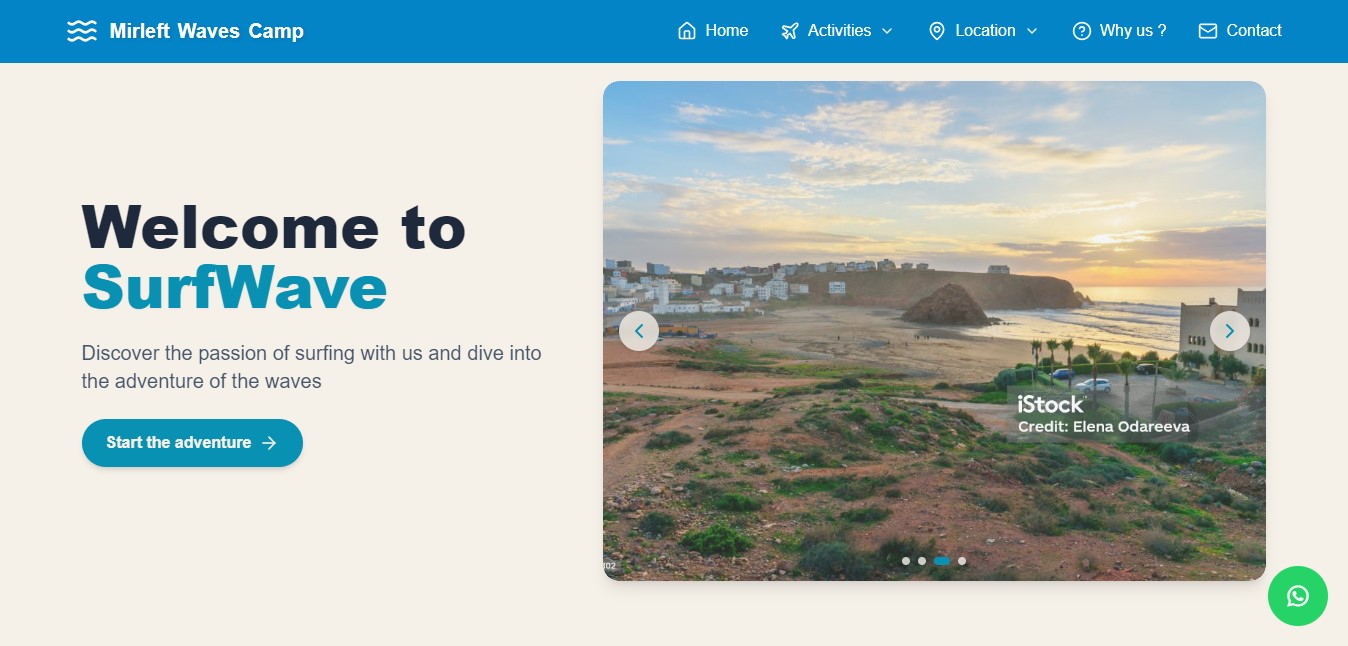 Mirleft Waves Camp
Home
Activities
Location
Why us ?
Contact
Welcome to
SurfWave
Discover the passion of surfing with us and dive into
the adventure of the waves
Start the adventure
iStock
Credit: Elena Odareeva
302